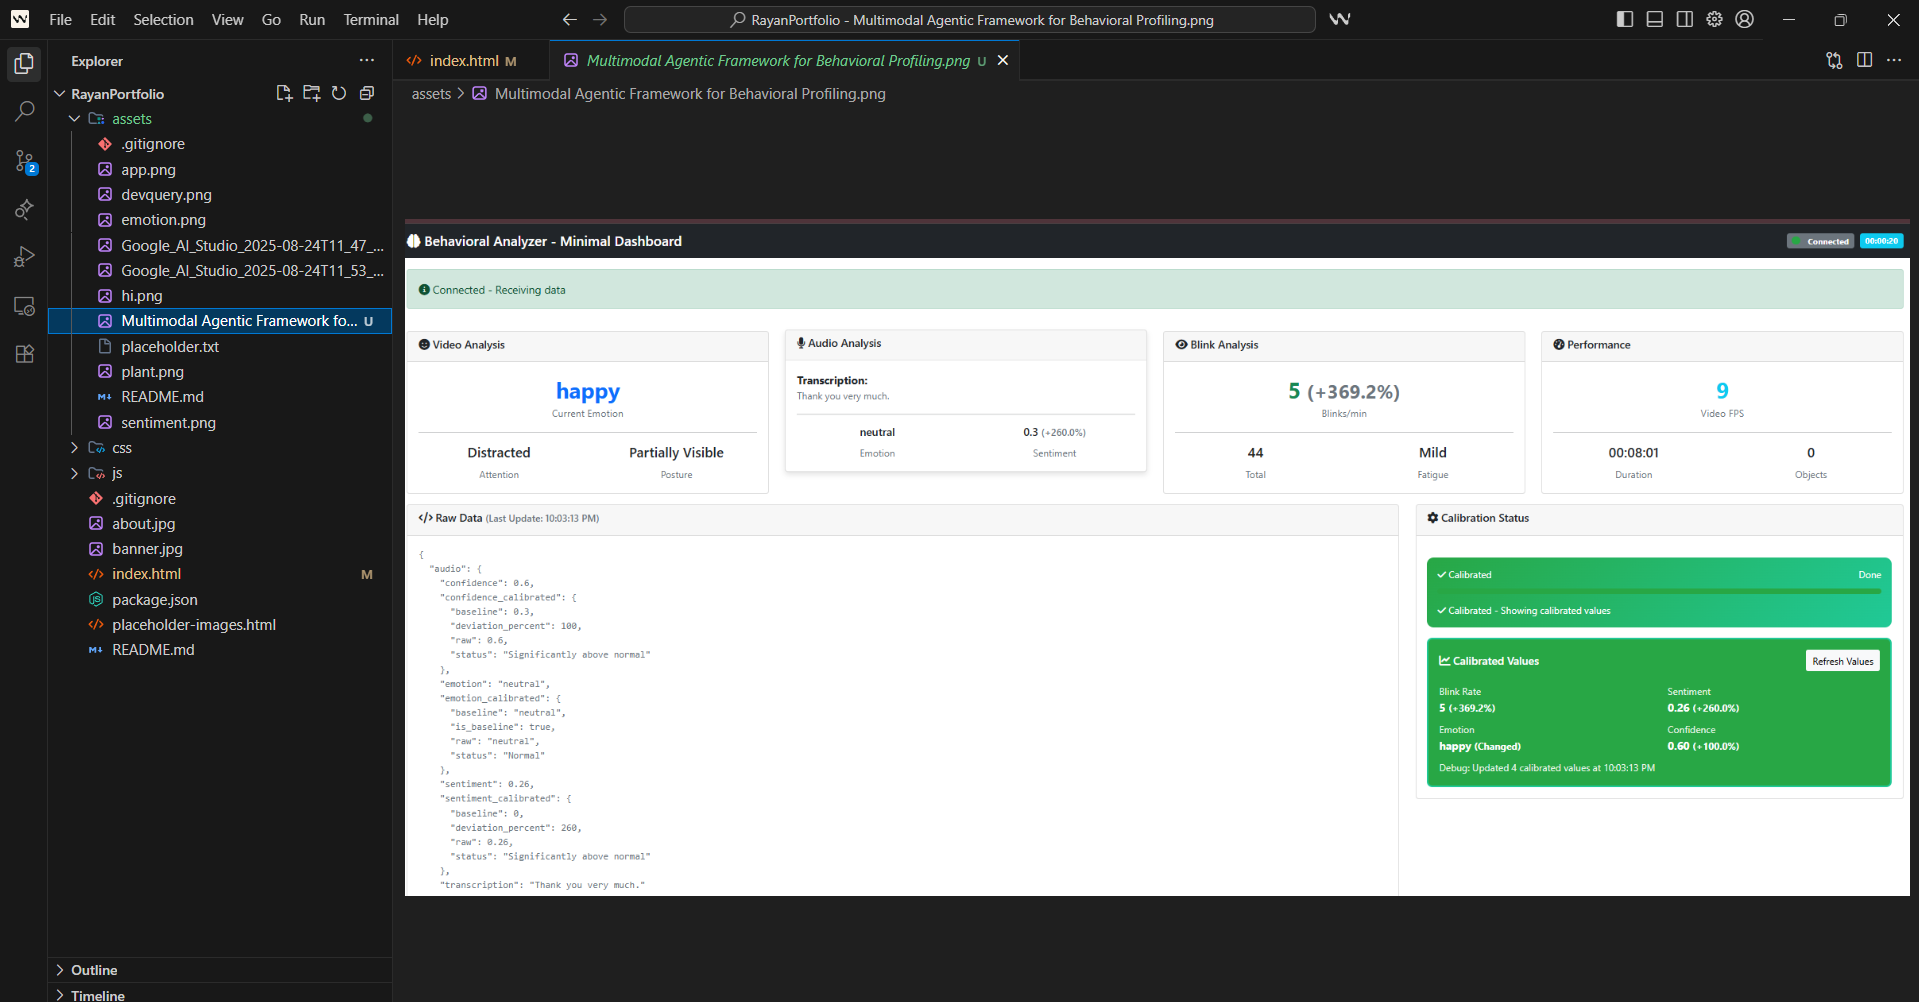 File Edit Selection View Go Run Terminal Help
RayanPortfolio - Multimodal Agentic Framework for Behavioral Profiling.png
Explorer
RayanPortfolio
assets
.gitignore
app.png
devquery.png
emotion.png
Google_AI_Studio_2025-08-24T11_47_...
Google_AI_Studio_2025-08-24T11_53_...
hi.png
Multimodal Agentic Framework fo... U
placeholder.txt
plant.png
README.md
sentiment.png
css
js
.gitignore
about.jpg
banner.jpg
index.html M
package.json
placeholder-images.html
README.md
Outline
Timeline
2
index.html M
Multimodal Agentic Framework for Behavioral Profiling.png U
assets > Multimodal Agentic Framework for Behavioral Profiling.png
Behavioral Analyzer - Minimal Dashboard
Connected 00:00:20
Connected - Receiving data
Video Analysis
happy
Current Emotion
Distracted Partially Visible
Attention Posture
Audio Analysis
Transcription:
Thank you very much.
neutral 0.3 (+260.0%)
Emotion Sentiment
Blink Analysis
5 (+369.2%)
Blinks/min
44 Mild
Total Fatigue
Performance
9
Video FPS
00:08:01 0
Duration Objects
</> Raw Data (Last Update: 10:03:13 PM)
{
"audio": {
"confidence": 0.6,
"confidence_calibrated": {
"baseline": 0.3,
"deviation_percent": 100,
"raw": 0.6,
"status": "Significantly above normal"
},
"emotion": "neutral",
"emotion_calibrated": {
"baseline": "neutral",
"is_baseline": true,
"raw": "neutral",
"status": "Normal"
},
"sentiment": 0.26,
"sentiment_calibrated": {
"baseline": 0,
"deviation_percent": 260,
"raw": 0.26,
"status": "Significantly above normal"
},
"transcription": "Thank you very much."
Calibration Status
Calibrated Done
Calibrated - Showing calibrated values
Calibrated Values Refresh Values
Blink Rate Sentiment
5 (+369.2%) 0.26 (+260.0%)
Emotion Confidence
happy (Changed) 0.60 (+100.0%)
Debug: Updated 4 calibrated values at 10:03:13 PM